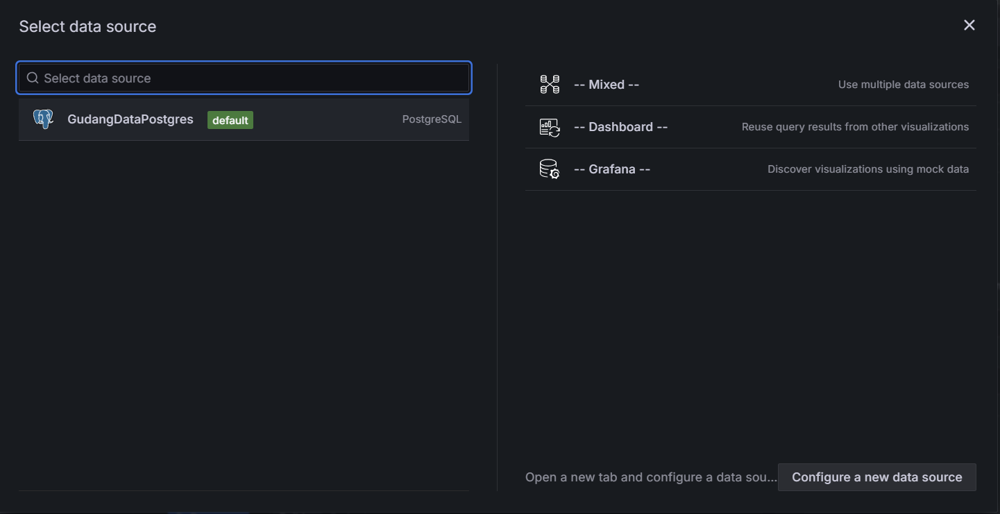 Select data source
Select data source
GudangDataPostgres default PostgreSQL
-- Mixed -- Use multiple data sources
-- Dashboard -- Reuse query results from other visualizations
-- Grafana -- Discover visualizations using mock data
Open a new tab and configure a data sou... Configure a new data source